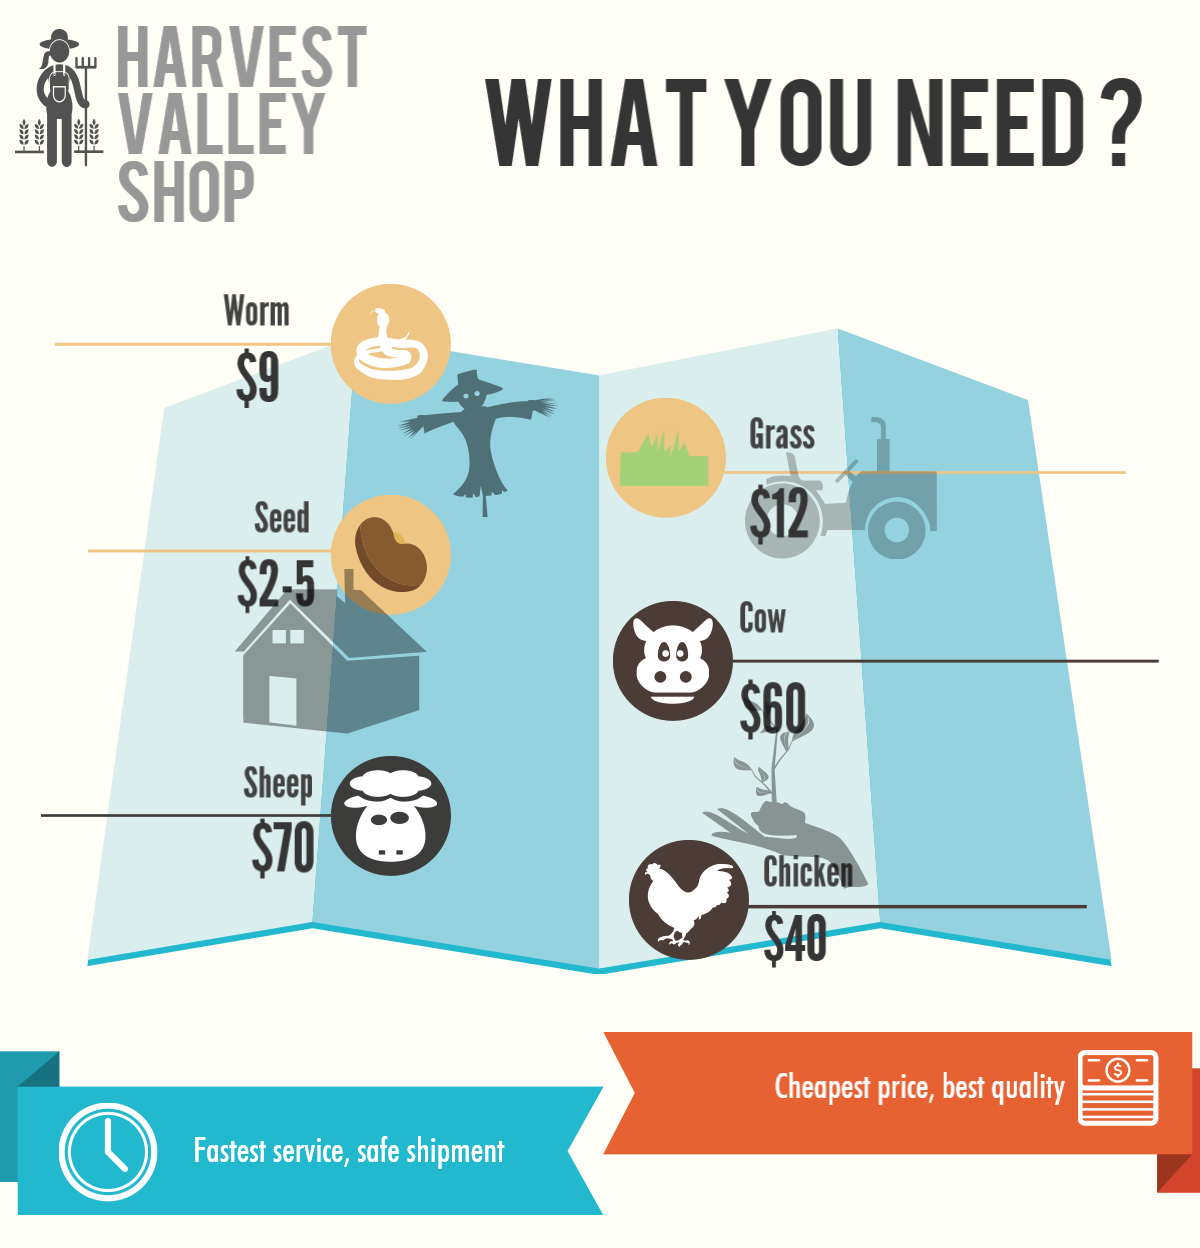 HARVEST
VALLEY
SHOP
WHAT YOU NEED?
Worm
$9
Grass
$12
Seed
$2-5
Cow
$60
Sheep
$70
Chicken
$40
Cheapest price, best quality
$
Fastest service, safe shipment